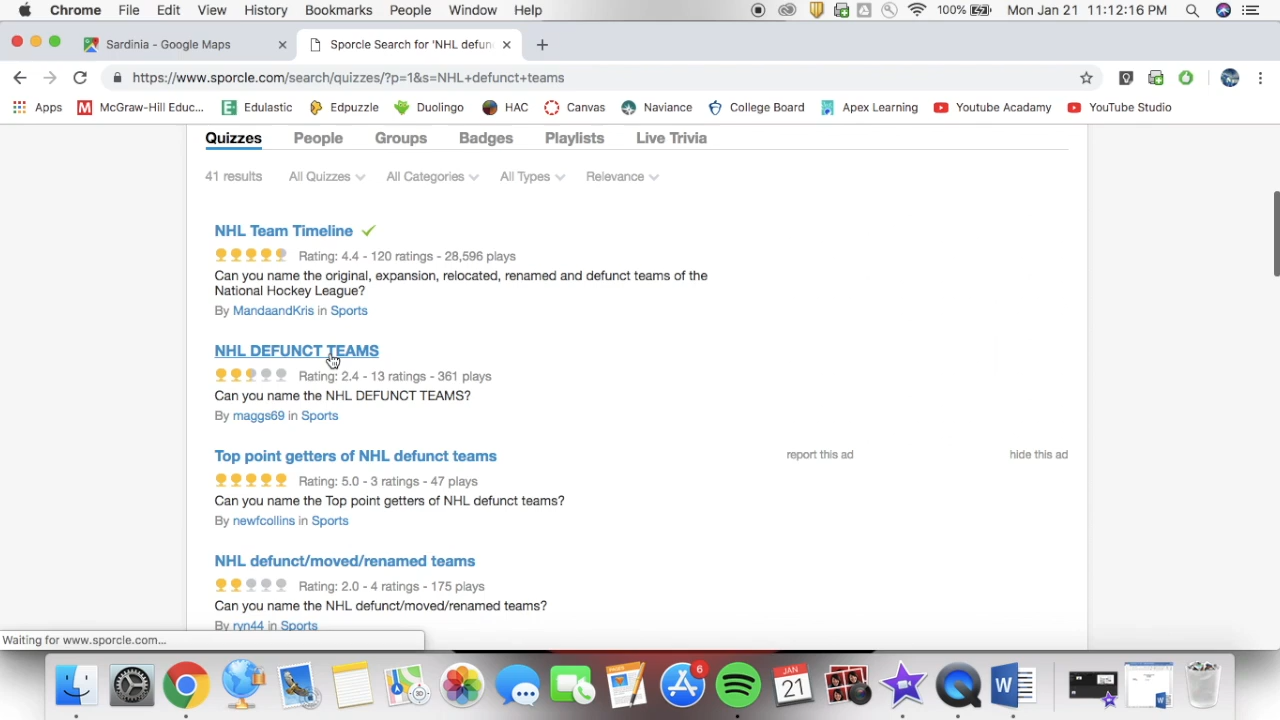 Chrome File Edit View History Bookmarks People Window Help 100% Mon Jan 21 11:12:16 PM
Sardinia - Google Maps Sporcle Search for 'NHL defun
https://www.sporcle.com/search/quizzes/?p=1&s=NHL+defunct+teams
Apps McGraw-Hill Educ... Edulastic Edpuzzle Duolingo HAC Canvas Naviance College Board Apex Learning Youtube Acadamy YouTube Studio
Quizzes People Groups Badges Playlists Live Trivia
41 results All Quizzes All Categories All Types Relevance
NHL Team Timeline
Rating: 4.4 - 120 ratings - 28,596 plays
Can you name the original, expansion, relocated, renamed and defunct teams of the
National Hockey League?
By MandaandKris in Sports
NHL DEFUNCT TEAMS
Rating: 2.4 - 13 ratings - 361 plays
Can you name the NHL DEFUNCT TEAMS?
By maggs69 in Sports
Top point getters of NHL defunct teams report this ad hide this ad
Rating: 5.0 - 3 ratings - 47 plays
Can you name the Top point getters of NHL defunct teams?
By newfcollins in Sports
NHL defunct/moved/renamed teams
Rating: 2.0 - 4 ratings - 175 plays
Can you name the NHL defunct/moved/renamed teams?
By ryn44 in Sports
Waiting for www.sporcle.com...
6
JAN
21